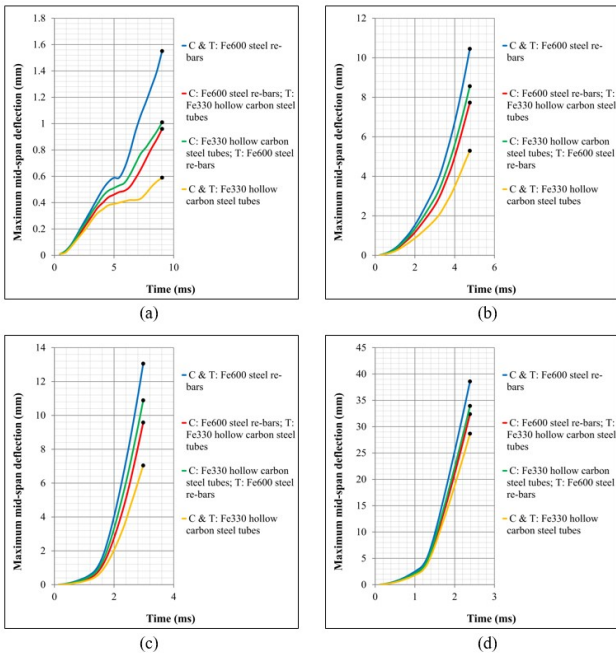 1.8
1.6
1.4
1.2
1
0.8
0.6
0.4
0.2
0
0
5
10
Maximum mid-span deflection (mm)
Time (ms)
C & T: Fe600 steel re-
bars
C: Fe600 steel re-bars; T:
Fe330 hollow carbon steel
tubes
C: Fe330 hollow carbon
steel tubes; T: Fe600 steel
re-bars
C & T: Fe330 hollow
carbon steel tubes
(a)
12
10
8
6
4
2
0
0
2
4
6
Maximum mid-span deflection (mm)
Time (ms)
C & T: Fe600 steel re-
bars
C: Fe600 steel re-bars; T:
Fe330 hollow carbon steel
tubes
C: Fe330 hollow carbon
steel tubes; T: Fe600 steel
re-bars
C & T: Fe330 hollow
carbon steel tubes
(b)
14
12
10
8
6
4
2
0
0
2
4
Maximum mid-span deflection (mm)
Time (ms)
C & T: Fe600 steel re-
bars
C: Fe600 steel re-bars; T:
Fe330 hollow carbon steel
tubes
C: Fe330 hollow carbon
steel tubes; T: Fe600 steel
re-bars
C & T: Fe330 hollow
carbon steel tubes
(c)
45
40
35
30
25
20
15
10
5
0
0
1
2
3
Maximum mid-span deflection (mm)
Time (ms)
C & T: Fe600 steel re-
bars
C: Fe600 steel re-bars; T:
Fe330 hollow carbon steel
tubes
C: Fe330 hollow carbon
steel tubes; T: Fe600 steel
re-bars
C & T: Fe330 hollow
carbon steel tubes
(d)